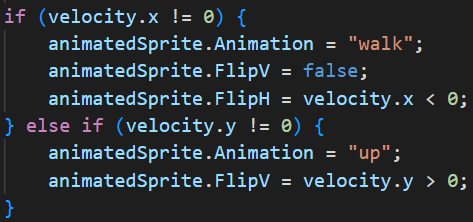 if (velocity.x != 0) {
    animatedSprite.Animation = "walk";
    animatedSprite.FlipV = false;
    animatedSprite.FlipH = velocity.x < 0;
} else if (velocity.y != 0) {
    animatedSprite.Animation = "up";
    animatedSprite.FlipV = velocity.y > 0;
}